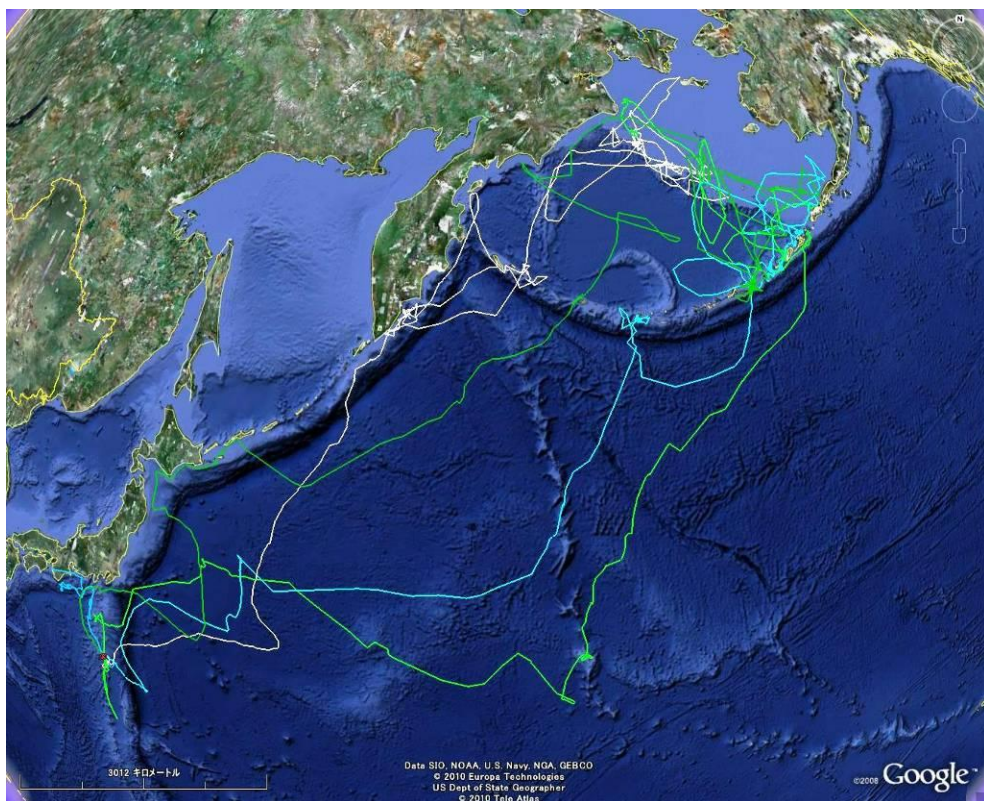 N
3012 キロメートル
Data SIO, NOAA, U.S. Navy, NGA, GEBCO
© 2010 Europa Technologies
US Dept of State Geographer
© 2010 Tele Atlas
©2008 Google™